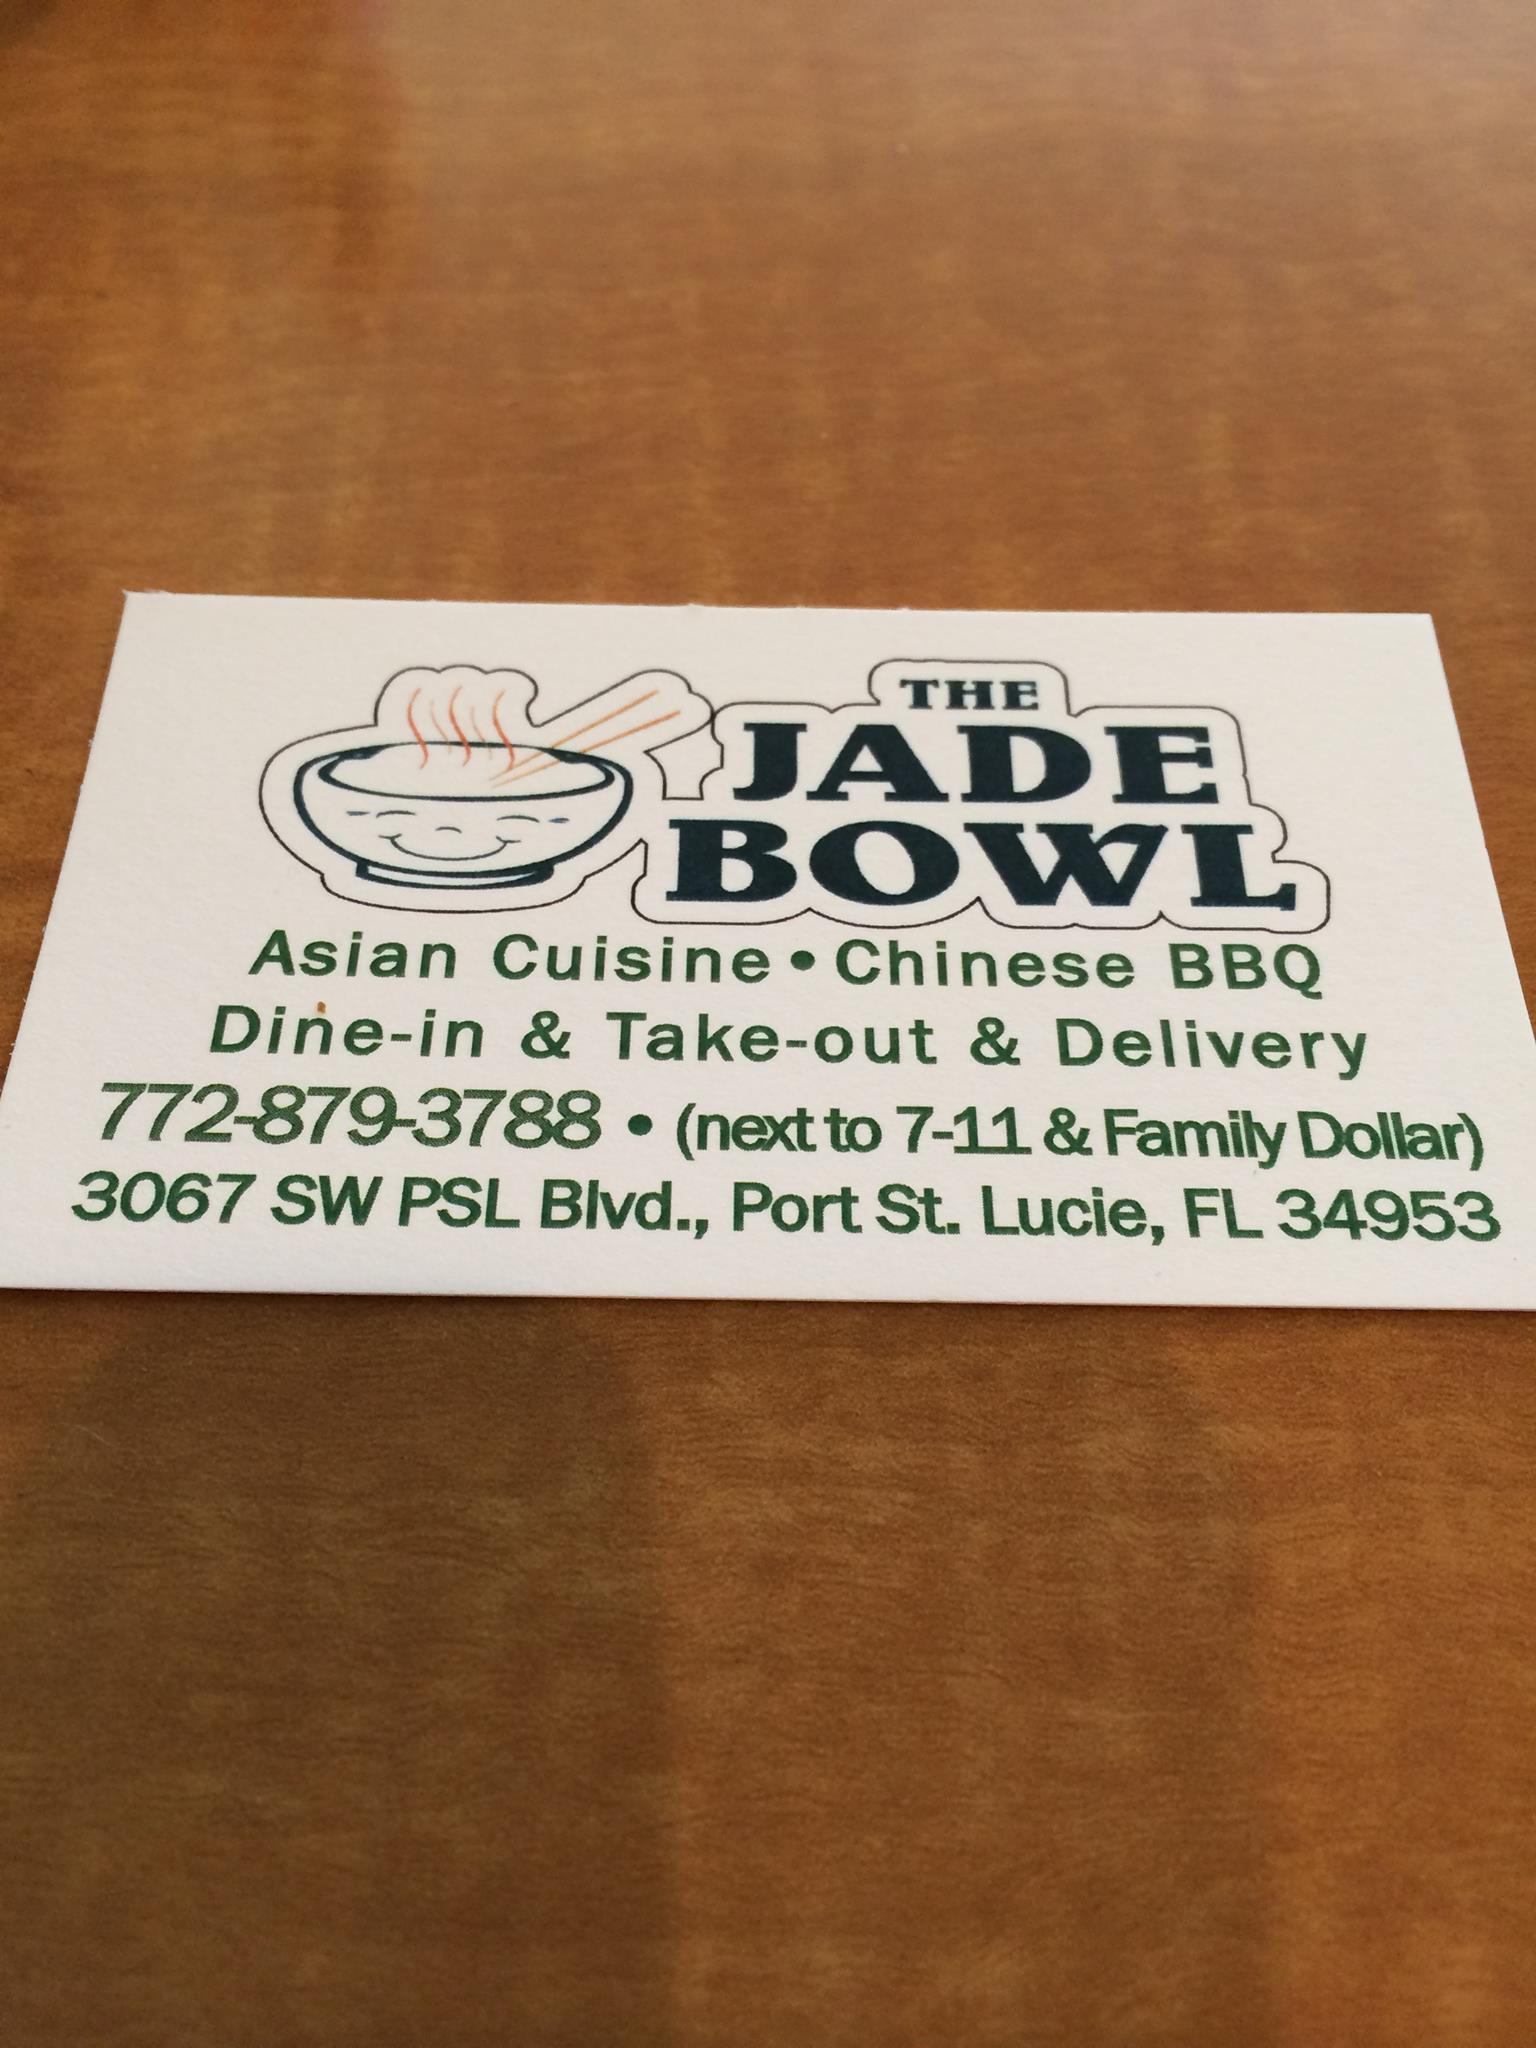 THE
JADE
BOWL
Asian Cuisine • Chinese BBQ
Dine-in & Take-out & Delivery
772-879-3788 • (next to 7-11 & Family Dollar)
3067 SW PSL Blvd., Port St. Lucie, FL 34953